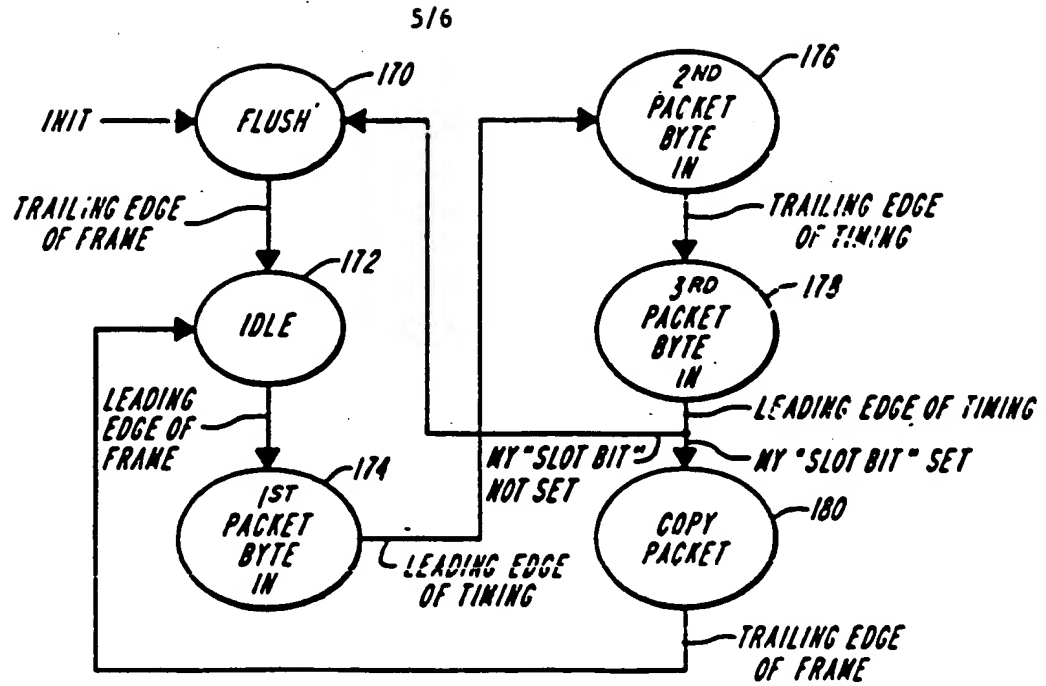 5/6
170
FLUSH
INIT
TRAILING EDGE
OF FRAME
172
IDLE
LEADING
EDGE OF
FRAME
174
1ST
PACKET
BYTE
IN
LEADING EDGE
OF TIMING
176
2ND
PACKET
BYTE
IN
TRAILING EDGE
OF TIMING
178
3RD
PACKET
BYTE
IN
LEADING EDGE OF TIMING
MY "SLOT BIT"
NOT SET
MY "SLOT BIT" SET
180
COPY
PACKET
TRAILING EDGE
OF FRAME